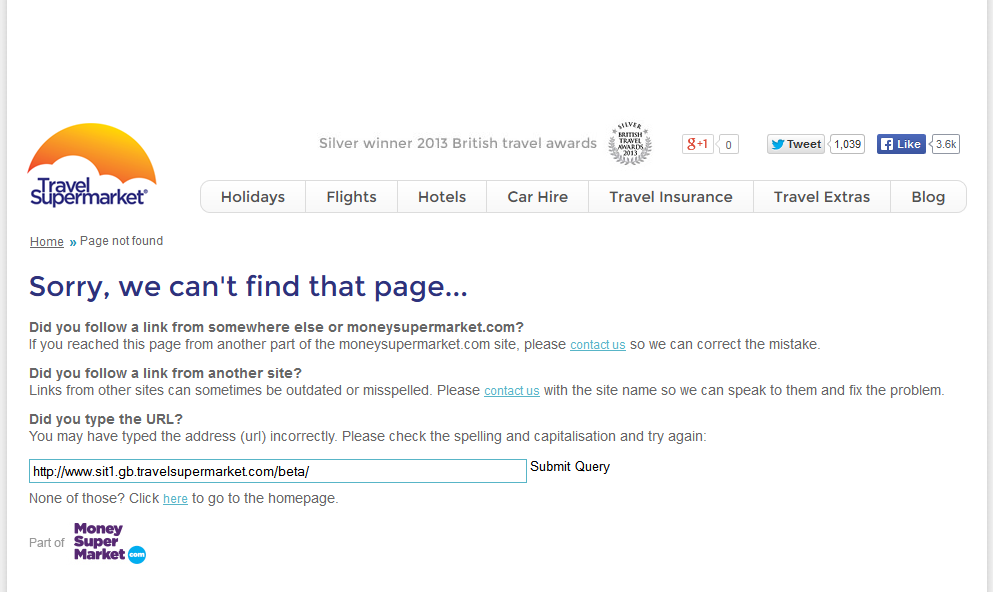 Travel
Supermarket®
Silver winner 2013 British travel awards
SILVER
BRITISH
TRAVEL
AWARDS
2013
g+1 0
Tweet 1,039
Like 3.6k
Holidays Flights Hotels Car Hire Travel Insurance Travel Extras Blog
Home » Page not found
Sorry, we can't find that page...
Did you follow a link from somewhere else or moneysupermarket.com?
If you reached this page from another part of the moneysupermarket.com site, please contact us so we can correct the mistake.
Did you follow a link from another site?
Links from other sites can sometimes be outdated or misspelled. Please contact us with the site name so we can speak to them and fix the problem.
Did you type the URL?
You may have typed the address (url) incorrectly. Please check the spelling and capitalisation and try again:
http://www.sit1.gb.travelsupermarket.com/beta/ Submit Query
None of those? Click here to go to the homepage.
Part of
Money
Super
Market com